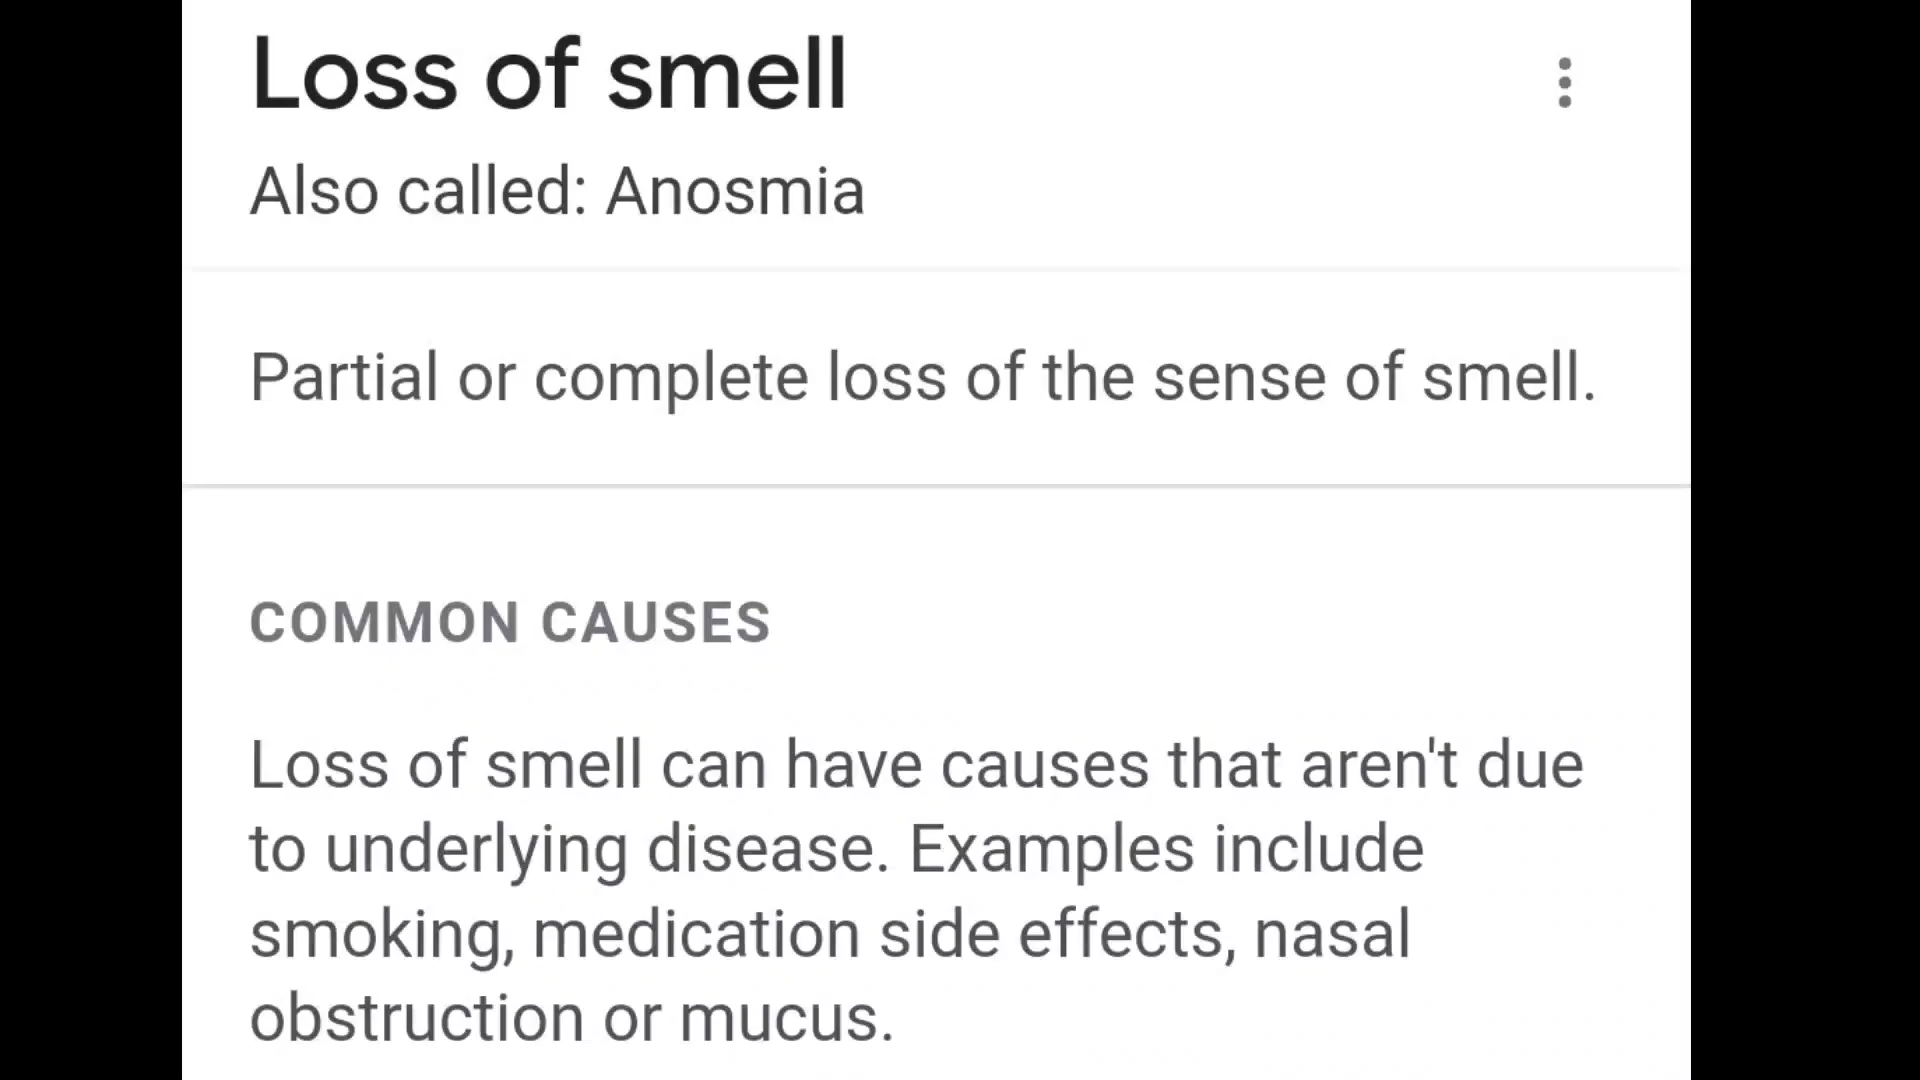 Loss of smell
Also called: Anosmia
Partial or complete loss of the sense of smell.
COMMON CAUSES
Loss of smell can have causes that aren't due
to underlying disease. Examples include
smoking, medication side effects, nasal
obstruction or mucus.